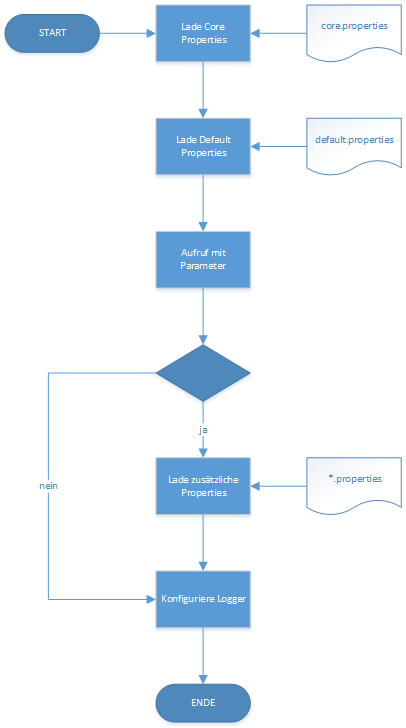 START
Lade Core
Properties
core.properties
Lade Default
Properties
default.properties
Aufruf mit
Parameter
ja
nein
Lade zusätzliche
Properties
*.properties
Konfiguriere Logger
ENDE